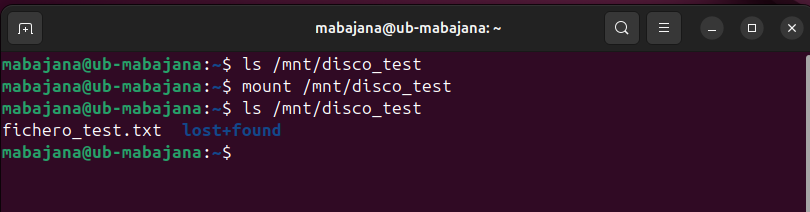 mabajana@ub-mabajana: ~
mabajana@ub-mabajana:~$ ls /mnt/disco_test
mabajana@ub-mabajana:~$ mount /mnt/disco_test
mabajana@ub-mabajana:~$ ls /mnt/disco_test
fichero_test.txt  lost+found
mabajana@ub-mabajana:~$